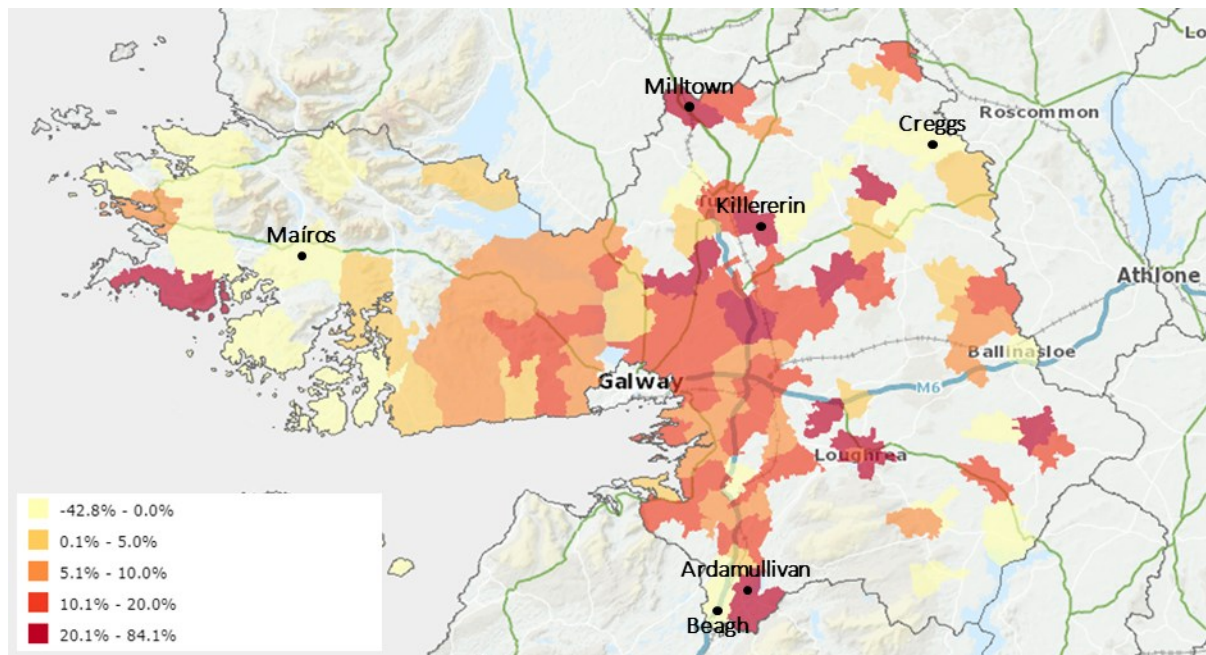 Lo
Milltown
Roscommon
Creggs
Killererin
Maíros
Athlone
Ballinasloe
Galway
M6
Loughrea
-42.8% - 0.0%
0.1% - 5.0%
5.1% - 10.0%
10.1% - 20.0%
20.1% - 84.1%
Ardamullivan
Beagh